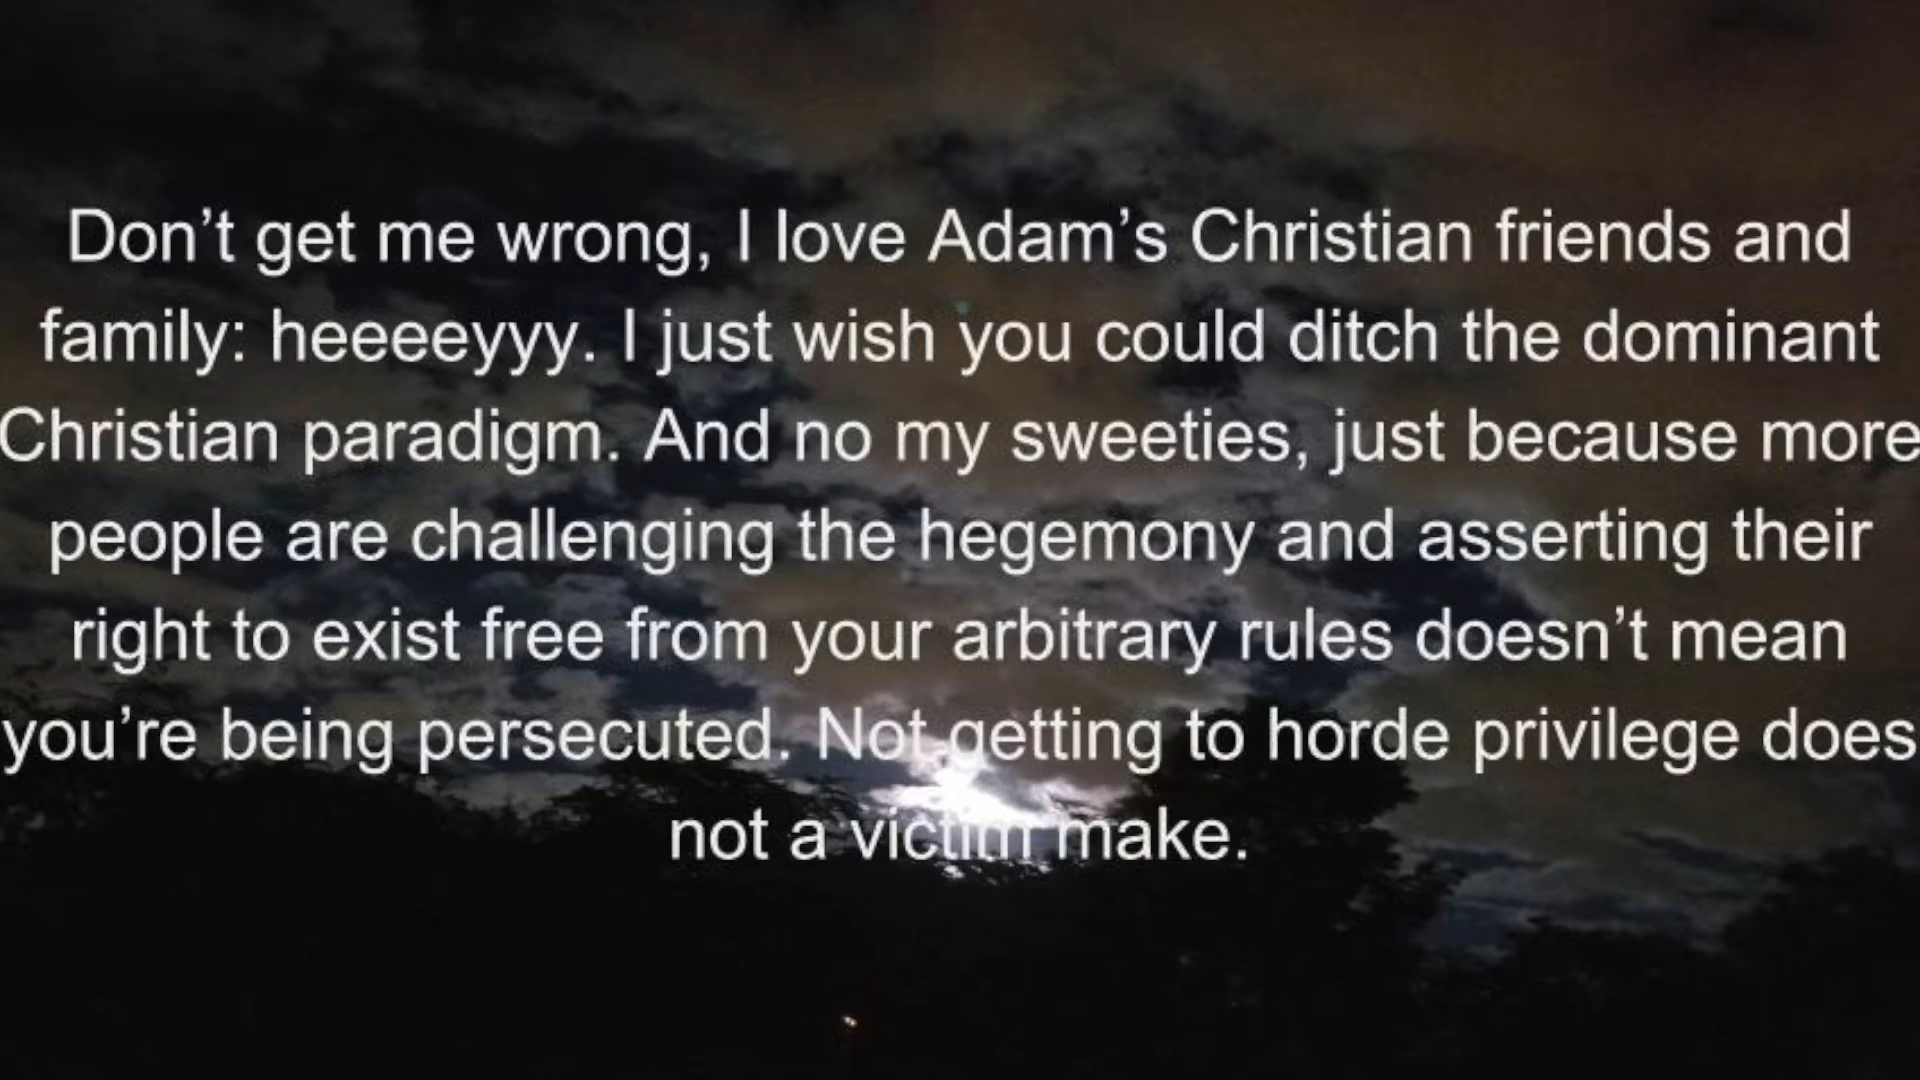 Don’t get me wrong, I love Adam’s Christian friends and
family: heeeeyyy. I just wish you could ditch the dominant
Christian paradigm. And no my sweeties, just because more
people are challenging the hegemony and asserting their
right to exist free from your arbitrary rules doesn’t mean
you’re being persecuted. Not getting to horde privilege does
not a victim make.